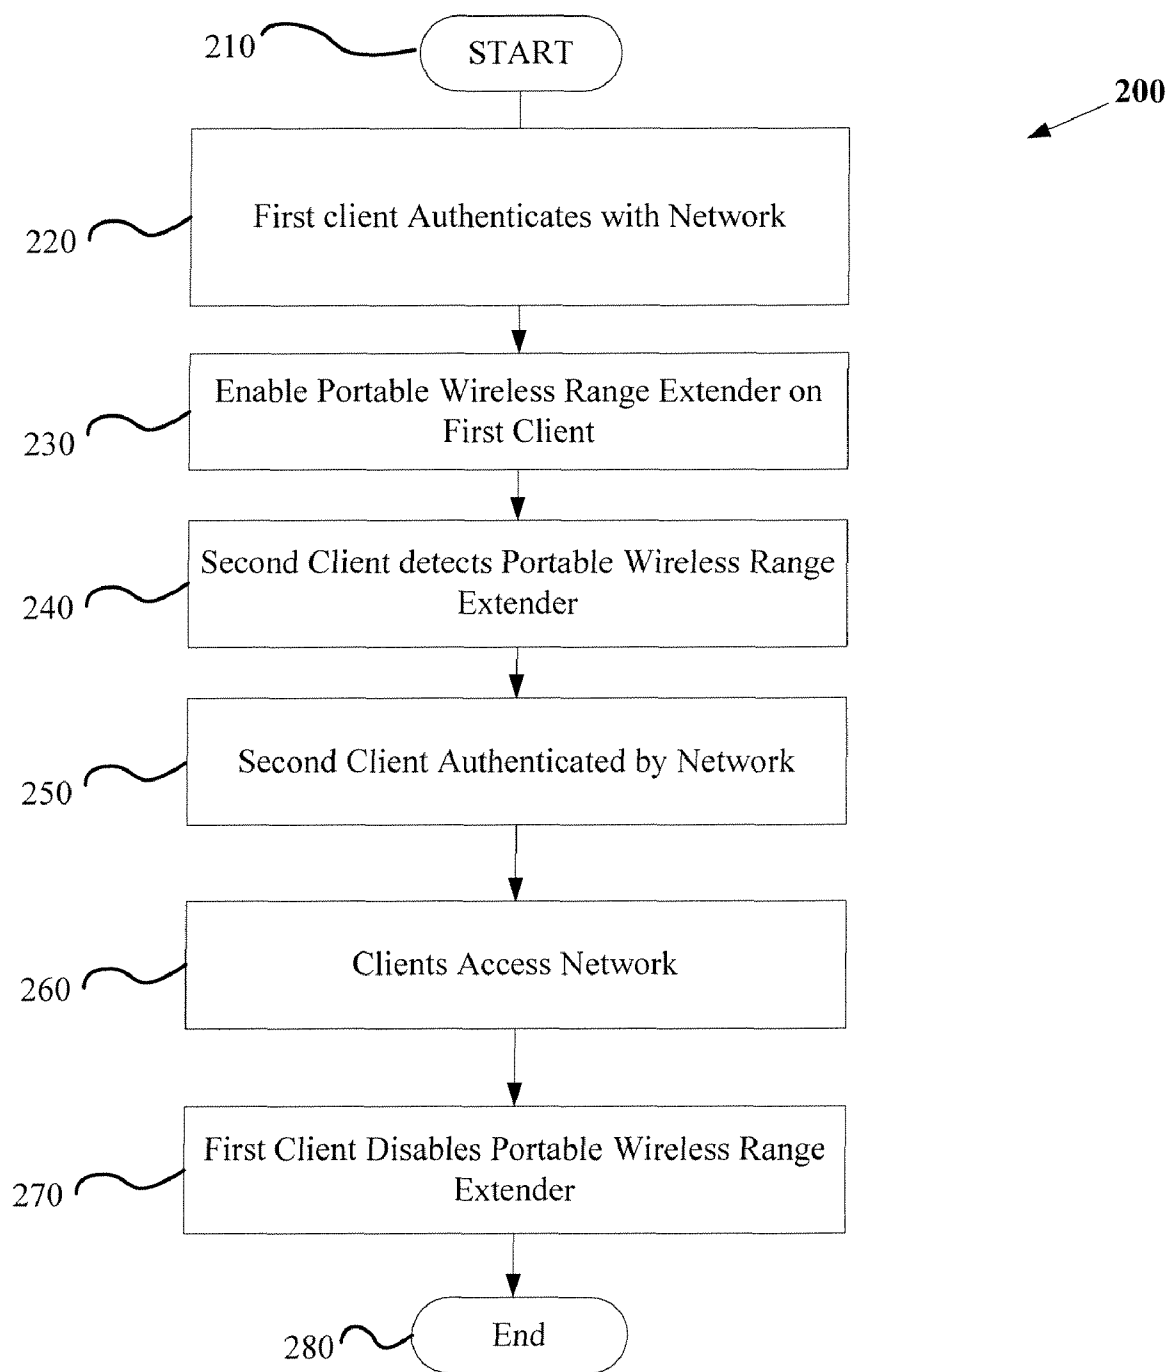 210
START
200
First client Authenticates with Network
220
Enable Portable Wireless Range Extender on
First Client
230
Second Client detects Portable Wireless Range
Extender
240
Second Client Authenticated by Network
250
Clients Access Network
260
First Client Disables Portable Wireless Range
Extender
270
End
280